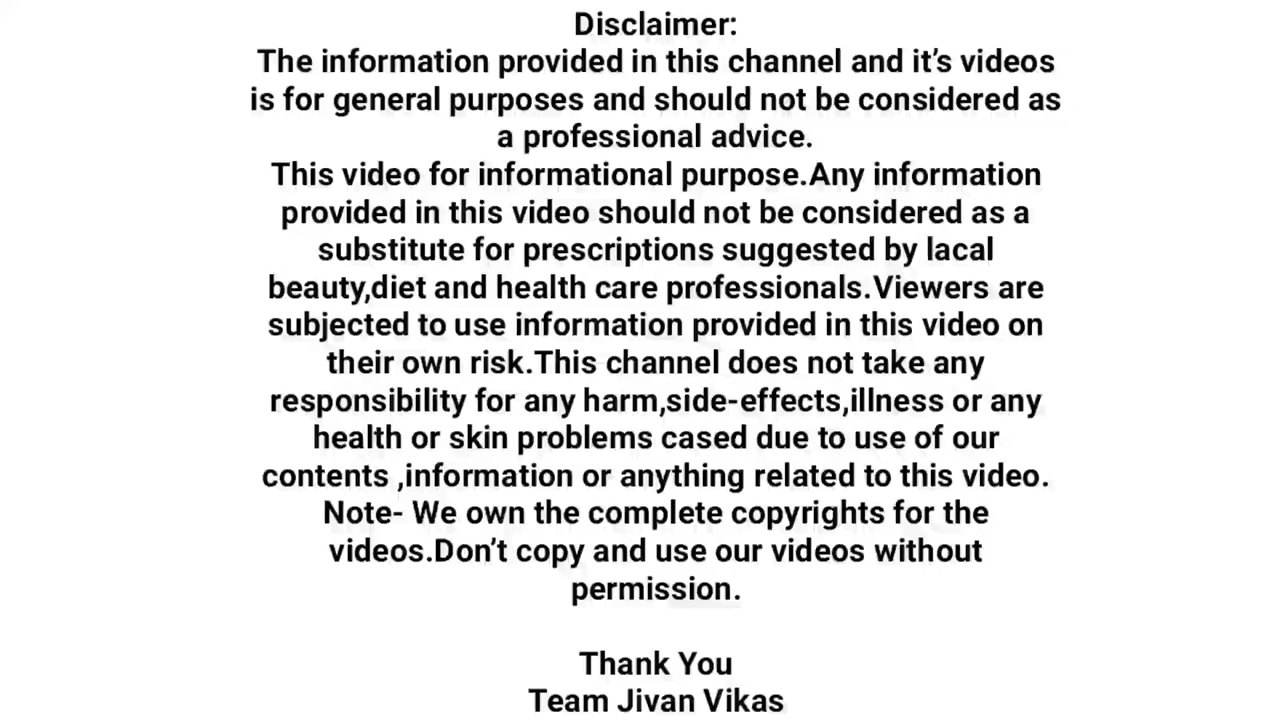 Disclaimer:
The information provided in this channel and it's videos
is for general purposes and should not be considered as
a professional advice.
This video for informational purpose.Any information
provided in this video should not be considered as a
substitute for prescriptions suggested by lacal
beauty,diet and health care professionals.Viewers are
subjected to use information provided in this video on
their own risk.This channel does not take any
responsibility for any harm,side-effects,illness or any
health or skin problems cased due to use of our
contents ,information or anything related to this video.
Note- We own the complete copyrights for the
videos.Don't copy and use our videos without
permission.
Thank You
Team Jivan Vikas